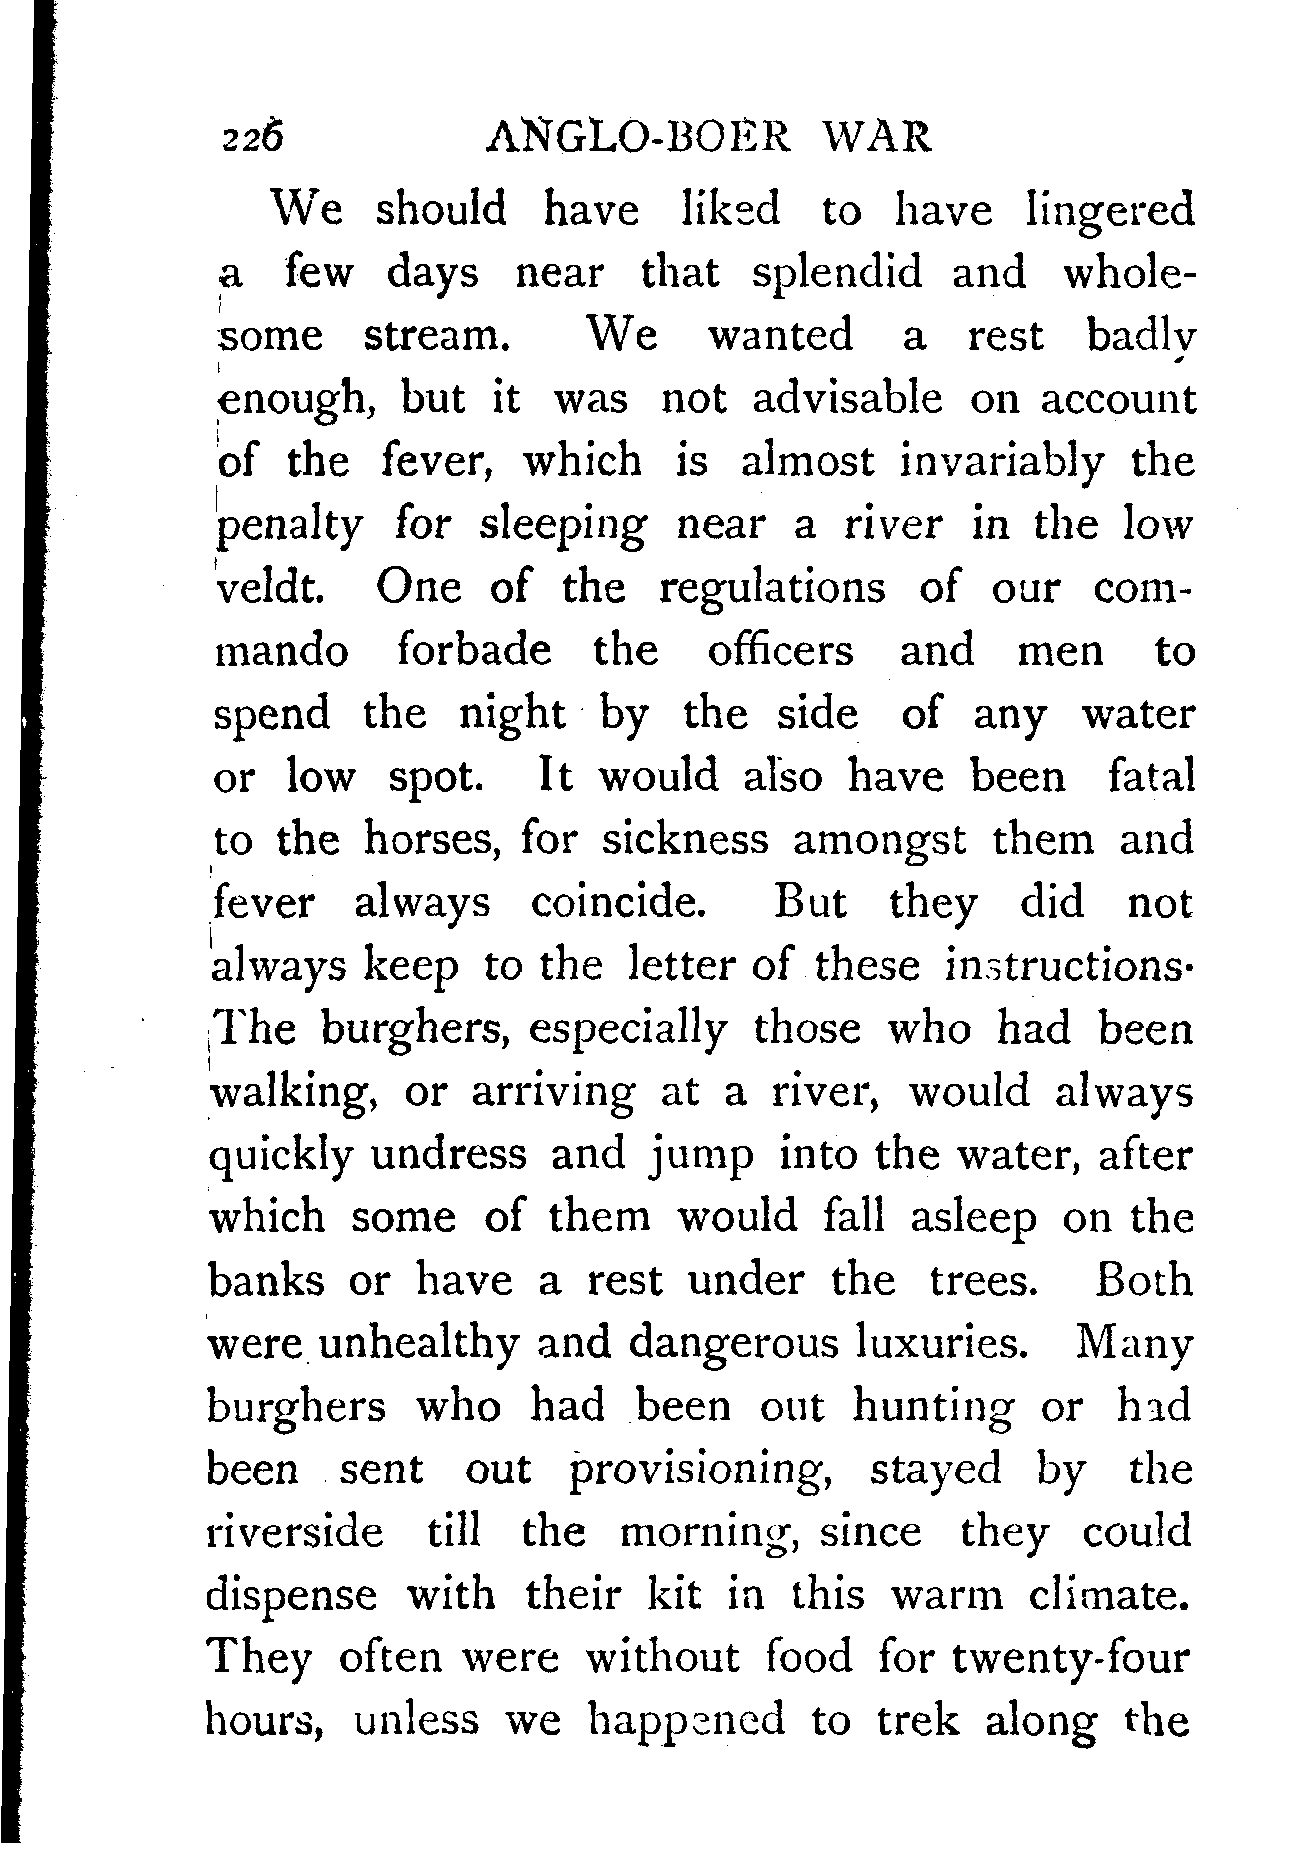 226 ANGLO-BOER WAR
We should have liked to have lingered
a few days near that splendid and whole-
some stream. We wanted a rest badly
enough, but it was not advisable on account
of the fever, which is almost invariably the
penalty for sleeping near a river in the low
veldt. One of the regulations of our com-
mando forbade the officers and men to
spend the night by the side of any water
or low spot. It would also have been fatal
to the horses, for sickness amongst them and
fever always coincide. But they did not
always keep to the letter of these instructions·
The burghers, especially those who had been
walking, or arriving at a river, would always
quickly undress and jump into the water, after
which some of them would fall asleep on the
banks or have a rest under the trees. Both
were unhealthy and dangerous luxuries. Many
burghers who had been out hunting or had
been sent out provisioning, stayed by the
riverside till the morning, since they could
dispense with their kit in this warm climate.
They often were without food for twenty-four
hours, unless we happened to trek along the